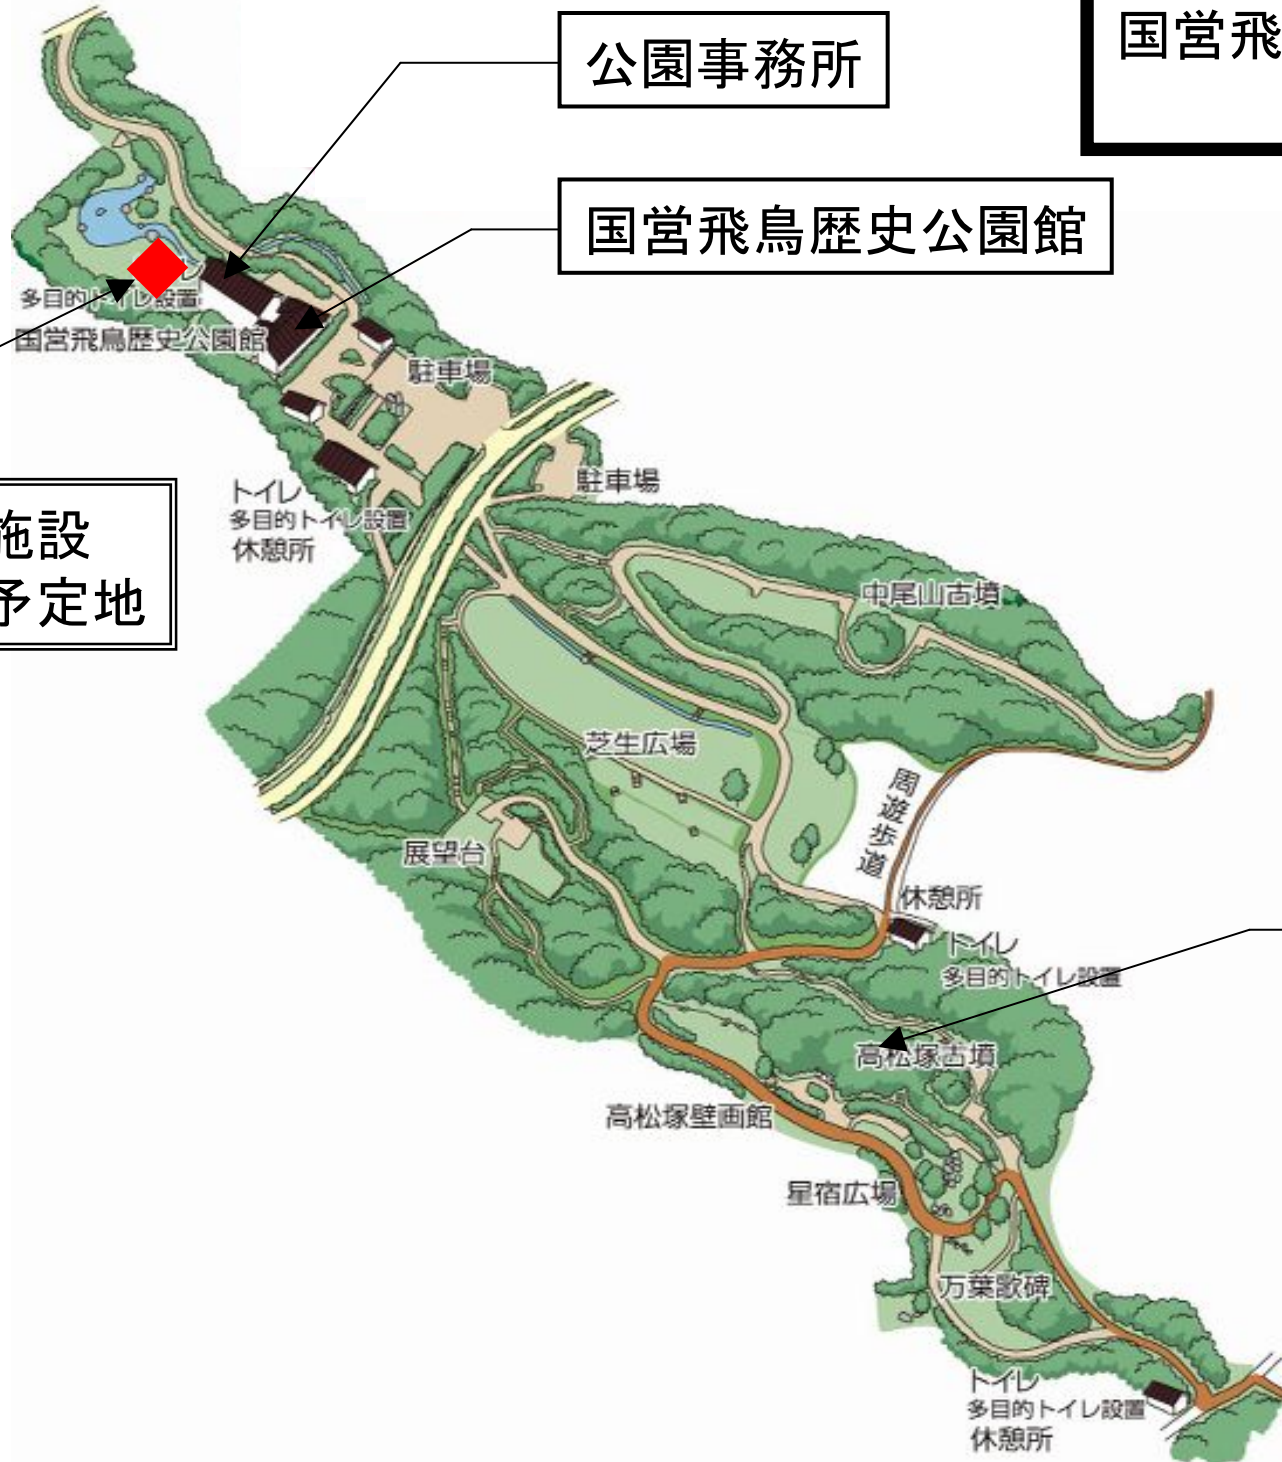 国営飛
公園事務所
国営飛鳥歴史公園館
トイレ
多目的トイレ設置
国営飛鳥歴史公園館
駐車場
駐車場
トイレ
多目的トイレ設置
休憩所
施設
予定地
中尾山古墳
芝生広場
周遊歩道
展望台
休憩所
トイレ
多目的トイレ設置
高松塚古墳
高松塚壁画館
星宿広場
万葉歌碑
トイレ
多目的トイレ設置
休憩所